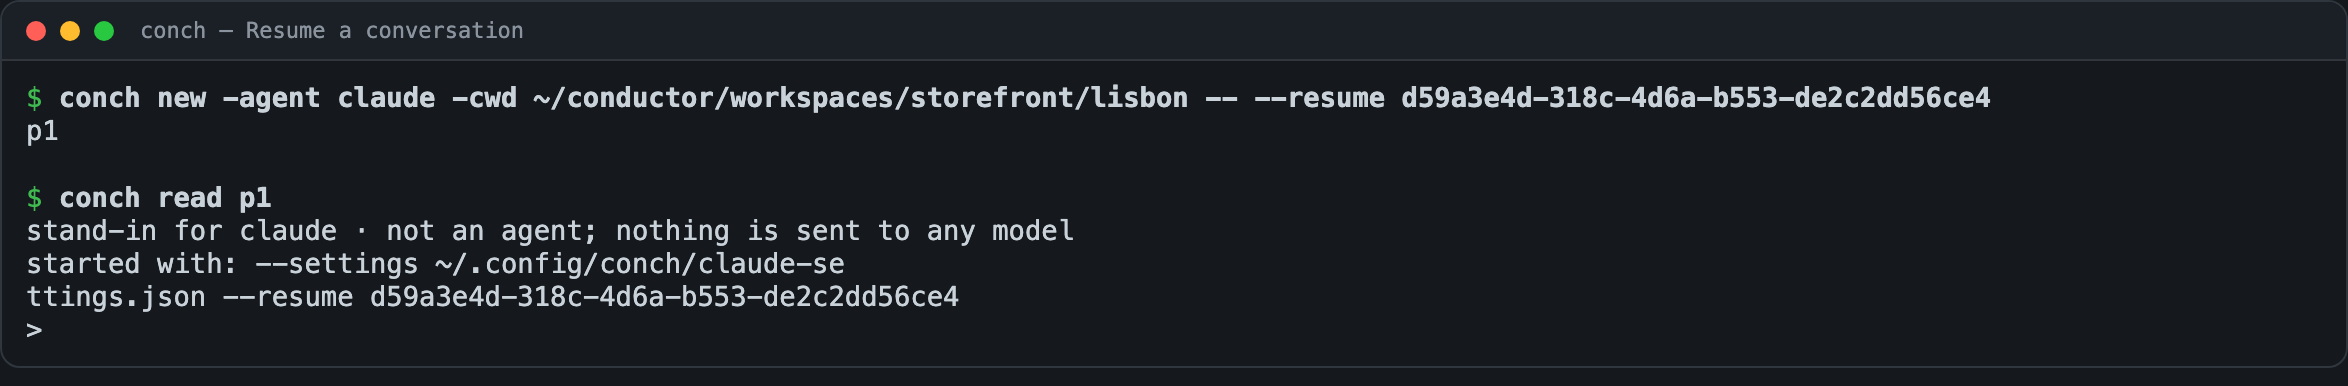 conch — Resume a conversation
$ conch new -agent claude -cwd ~/conductor/workspaces/storefront/lisbon -- --resume d59a3e4d-318c-4d6a-b553-de2c2dd56ce4
p1
$ conch read p1
stand-in for claude · not an agent; nothing is sent to any model
started with: --settings ~/.config/conch/claude-se
ttings.json --resume d59a3e4d-318c-4d6a-b553-de2c2dd56ce4
>